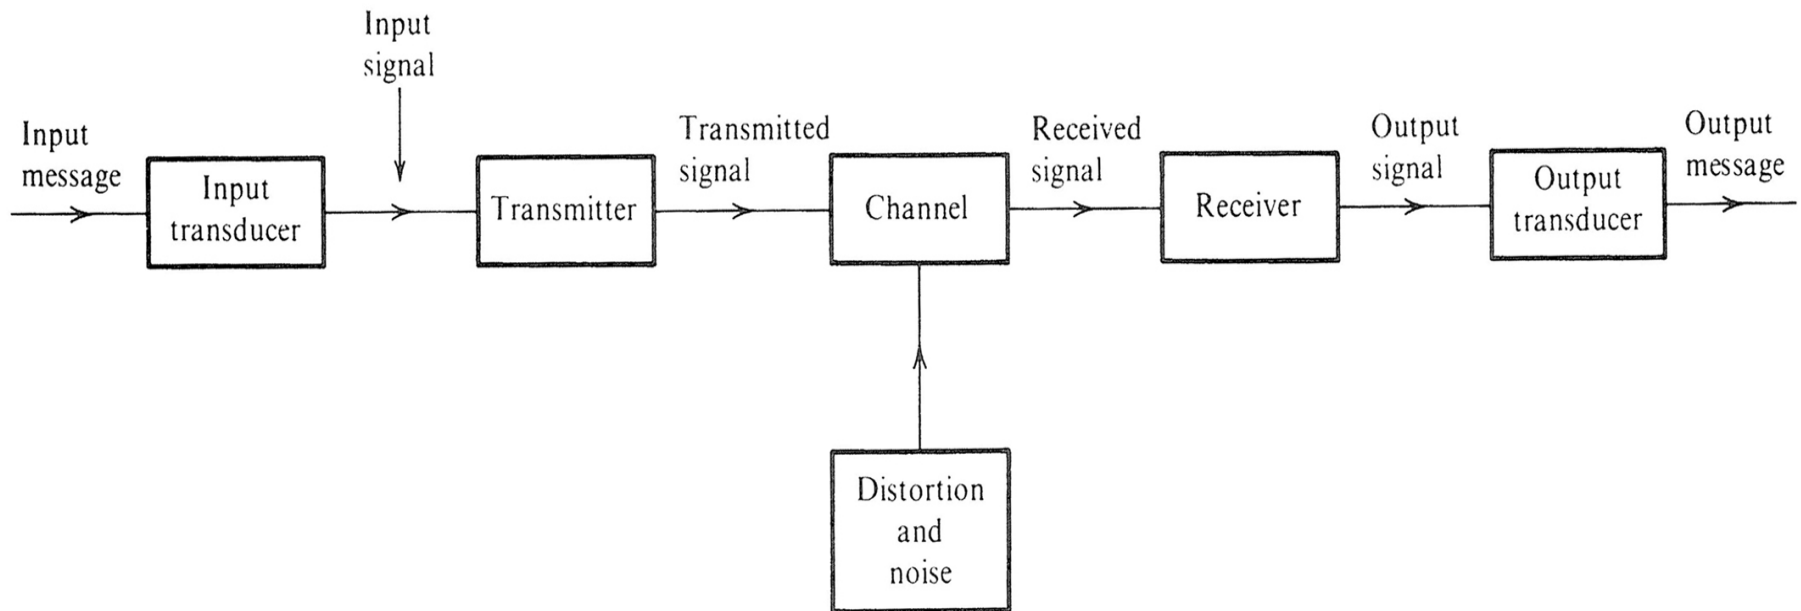 Input
signal
Input
message
Input
transducer
Transmitter
Transmitted
signal
Channel
Received
signal
Receiver
Output
signal
Output
transducer
Output
message
Distortion
and
noise